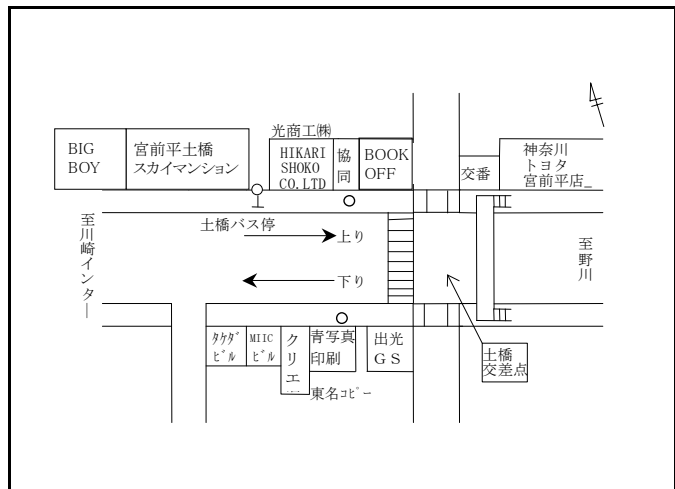 光商工㈱
BIG
BOY
宮前平土橋
スカイマンション
HIKARI
SHOKO
CO.LTD
協
同
BOOK
OFF
交番
神奈川
トヨタ
宮前平店
土橋バス停
上り
下り
至川崎インター
至野川
ﾀｹﾀﾞ
ﾋﾞﾙ
MIIC
ﾋﾞﾙ
クリエ
青写真
印刷
出光
GS
東名ｺﾋﾟｰ
土橋
交差点